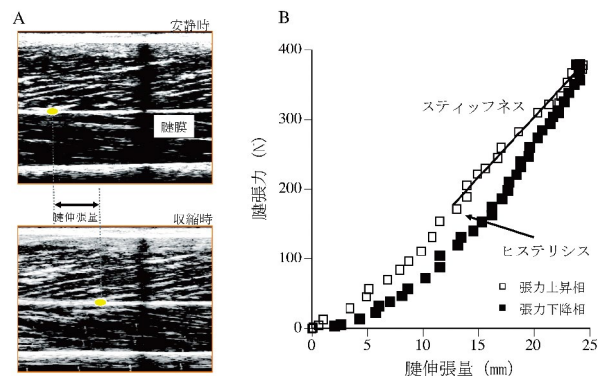 A
安静時
腱膜
腱伸張量
収縮時
B
腱張力 (N)
400
300
200
100
0
スティッフネス
ヒステリシス
張力上昇相
張力下降相
0 5 10 15 20 25
腱伸張量 (mm)